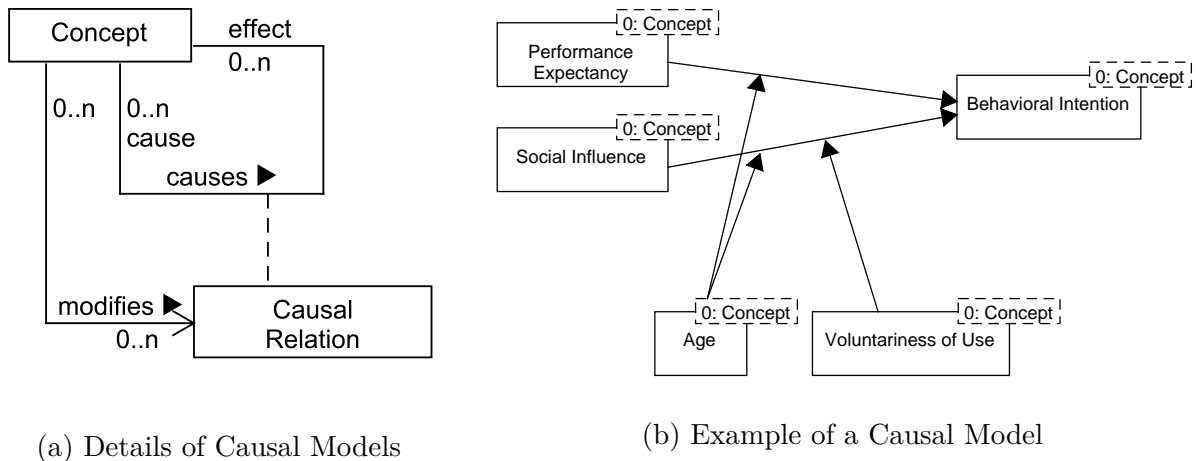 Concept
effect
0..n
0..n
0..n
cause
causes
modifies
0..n
Causal
Relation
(a) Details of Causal Models
0: Concept
Performance
Expectancy
0: Concept
Behavioral Intention
0: Concept
Social Influence
0: Concept
Age
0: Concept
Voluntariness of Use
(b) Example of a Causal Model